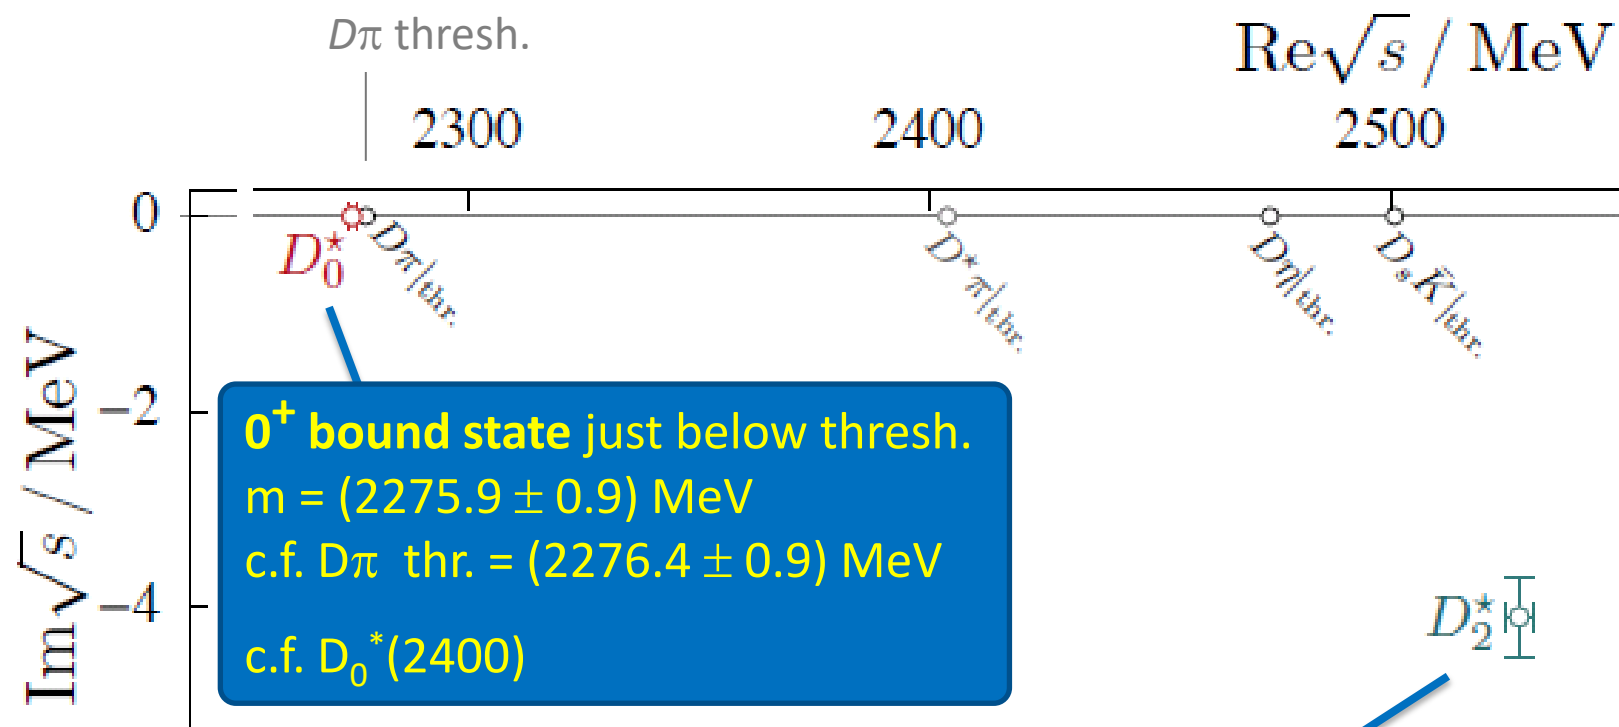 Dπ thresh.
Re√s / MeV
2300
2400
2500
0
D₀*
Dπ|thr.
D*π|thr.
Dη|thr.
DₛK̄|thr.
Im√s / MeV
−2
−4
0⁺ bound state just below thresh.
m = (2275.9 ± 0.9) MeV
c.f. Dπ thr. = (2276.4 ± 0.9) MeV
c.f. D₀*(2400)
D₂*